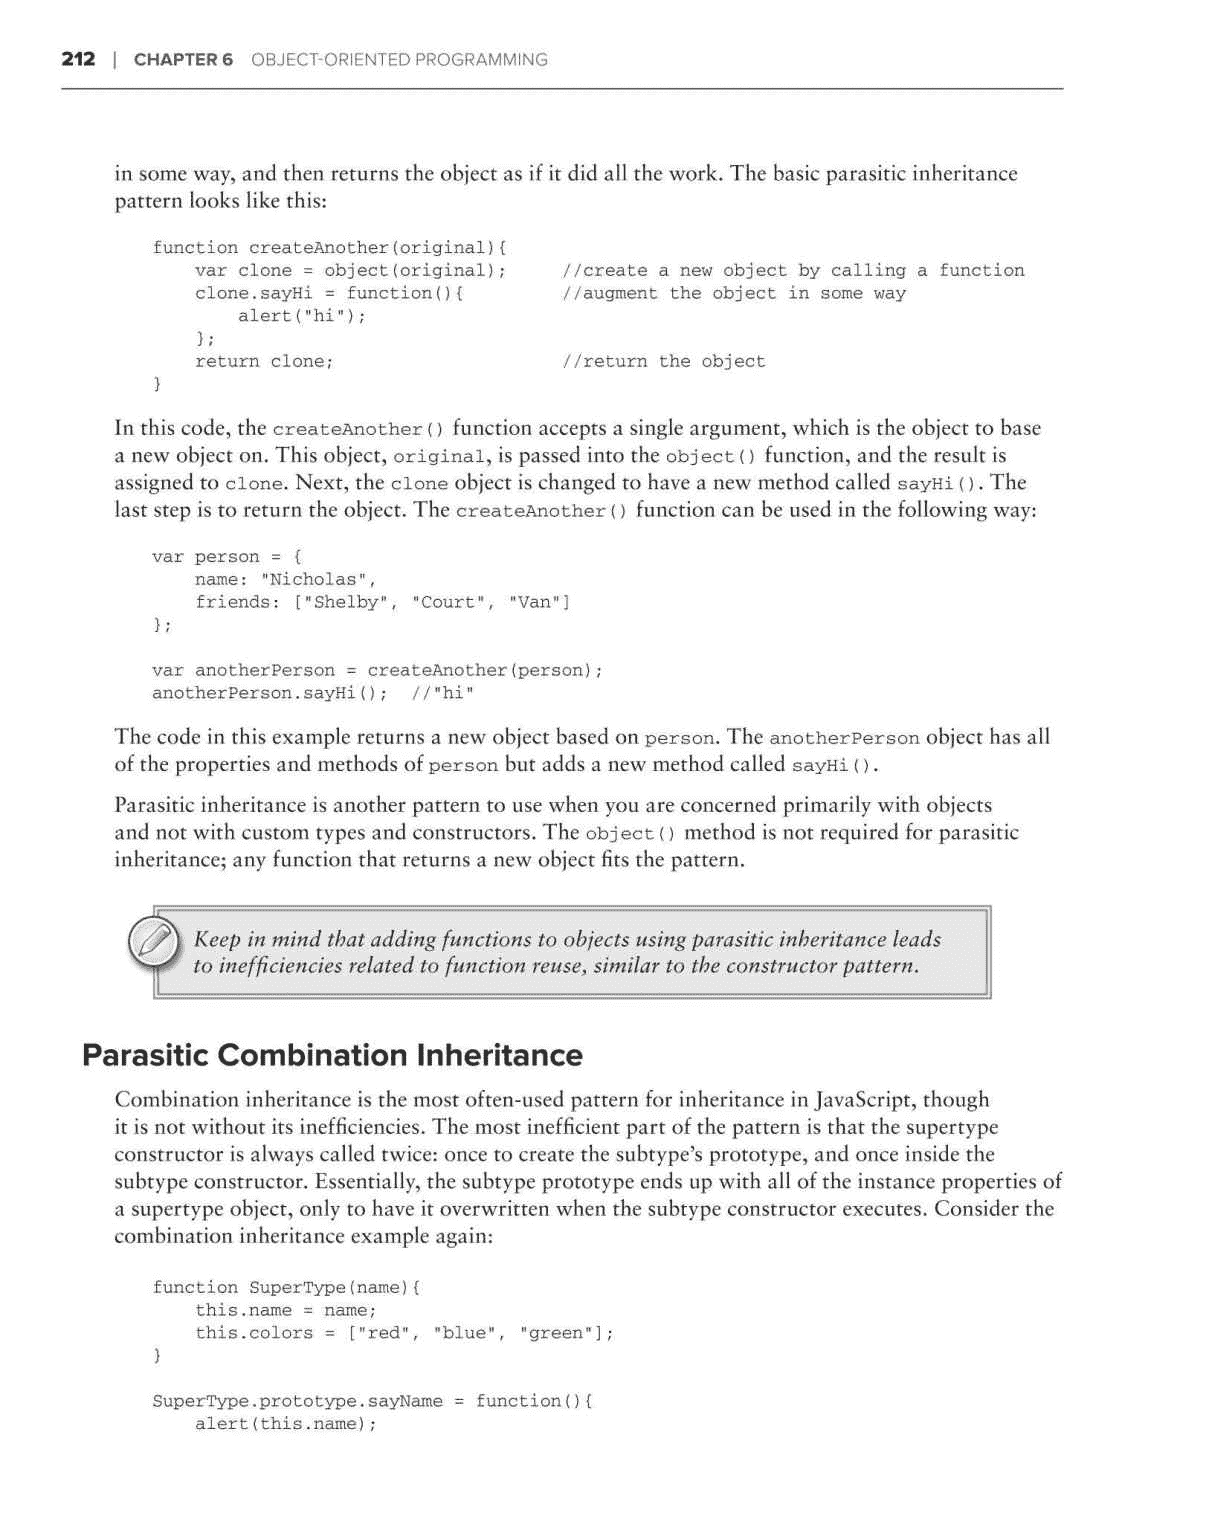 212 | CHAPTER 6 OBJECT-ORIENTED PROGRAMMING
in some way, and then returns the object as if it did all the work. The basic parasitic inheritance
pattern looks like this:
function createAnother(original){
    var clone = object(original);     //create a new object by calling a function
    clone.sayHi = function(){         //augment the object in some way
        alert("hi");
    };
    return clone;                     //return the object
}
In this code, the createAnother() function accepts a single argument, which is the object to base
a new object on. This object, original, is passed into the object() function, and the result is
assigned to clone. Next, the clone object is changed to have a new method called sayHi(). The
last step is to return the object. The createAnother() function can be used in the following way:
var person = {
    name: "Nicholas",
    friends: ["Shelby", "Court", "Van"]
};
var anotherPerson = createAnother(person);
anotherPerson.sayHi();  //"hi"
The code in this example returns a new object based on person. The anotherPerson object has all
of the properties and methods of person but adds a new method called sayHi().
Parasitic inheritance is another pattern to use when you are concerned primarily with objects
and not with custom types and constructors. The object() method is not required for parasitic
inheritance; any function that returns a new object fits the pattern.
Keep in mind that adding functions to objects using parasitic inheritance leads
to inefficiencies related to function reuse, similar to the constructor pattern.
Parasitic Combination Inheritance
Combination inheritance is the most often-used pattern for inheritance in JavaScript, though
it is not without its inefficiencies. The most inefficient part of the pattern is that the supertype
constructor is always called twice: once to create the subtype’s prototype, and once inside the
subtype constructor. Essentially, the subtype prototype ends up with all of the instance properties of
a supertype object, only to have it overwritten when the subtype constructor executes. Consider the
combination inheritance example again:
function SuperType(name){
    this.name = name;
    this.colors = ["red", "blue", "green"];
}
SuperType.prototype.sayName = function(){
    alert(this.name);